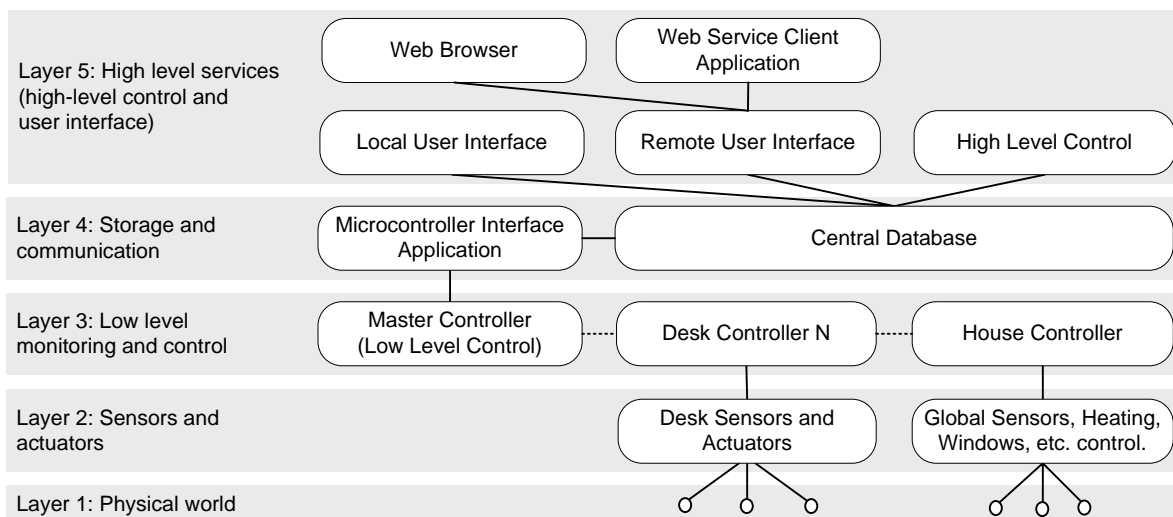 Layer 5: High level services
(high-level control and
user interface)
Web Browser
Web Service Client
Application
Local User Interface
Remote User Interface
High Level Control
Layer 4: Storage and
communication
Microcontroller Interface
Application
Central Database
Layer 3: Low level
monitoring and control
Master Controller
(Low Level Control)
Desk Controller N
House Controller
Layer 2: Sensors and
actuators
Desk Sensors and
Actuators
Global Sensors, Heating,
Windows, etc. control.
Layer 1: Physical world